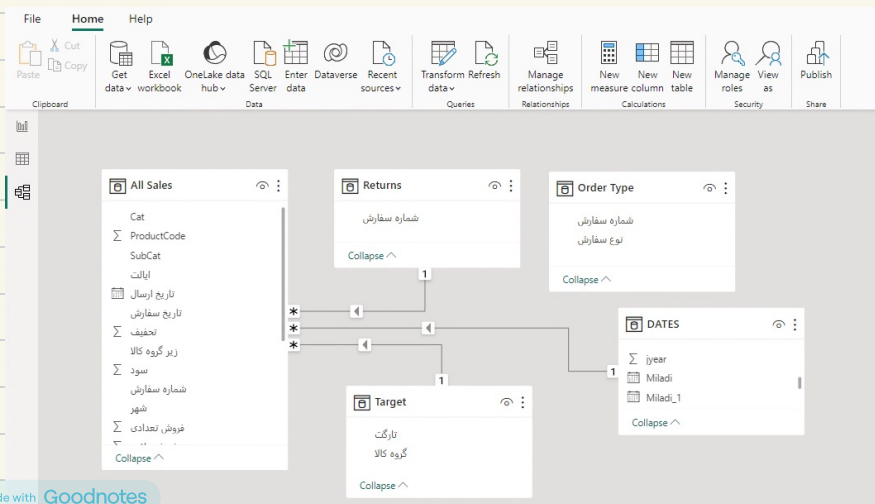 File Home Help
Paste
Cut
Copy
Clipboard
Get data
Excel workbook
OneLake data hub
SQL Server
Enter data
Dataverse
Recent sources
Data
Transform data
Refresh
Queries
Manage relationships
Relationships
New measure
New column
New table
Calculations
Manage roles
View as
Security
Publish
Share
All Sales
Cat
∑ ProductCode
SubCat
ایالت
تاریخ ارسال
تاریخ سفارش
∑ تخفیف
زیر گروه کالا
∑ سود
شماره سفارش
شهر
∑ فروش تعدادی
Collapse
Returns
شماره سفارش
Collapse
Order Type
شماره سفارش
نوع سفارش
Collapse
1
*
*
*
DATES
∑ jyear
Miladi
Miladi_1
Collapse
1
1
Target
تارگت
گروه کالا
Collapse
with Goodnotes